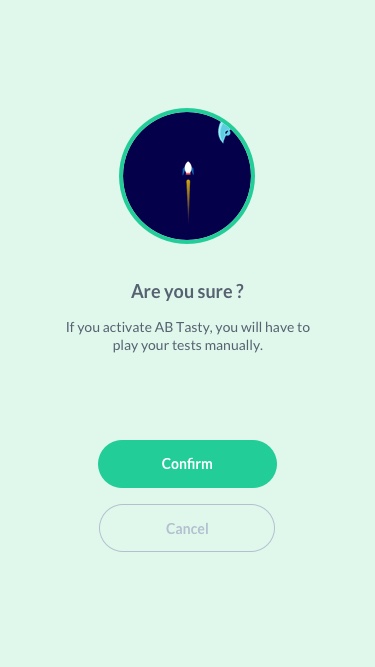 Are you sure ?
If you activate AB Tasty, you will have to
play your tests manually.
Confirm
Cancel